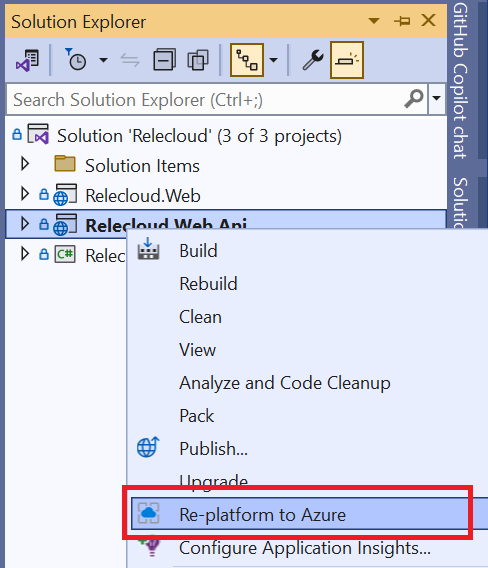 Solution Explorer
Search Solution Explorer (Ctrl+;)
Solution 'Relecloud' (3 of 3 projects)
Solution Items
Relecloud.Web
Relecloud.Web.Api
C# Relec
Build
Rebuild
Clean
View
Analyze and Code Cleanup
Pack
Publish...
Upgrade
Re-platform to Azure
Configure Application Insights...
GitHub Copilot chat
Solutio